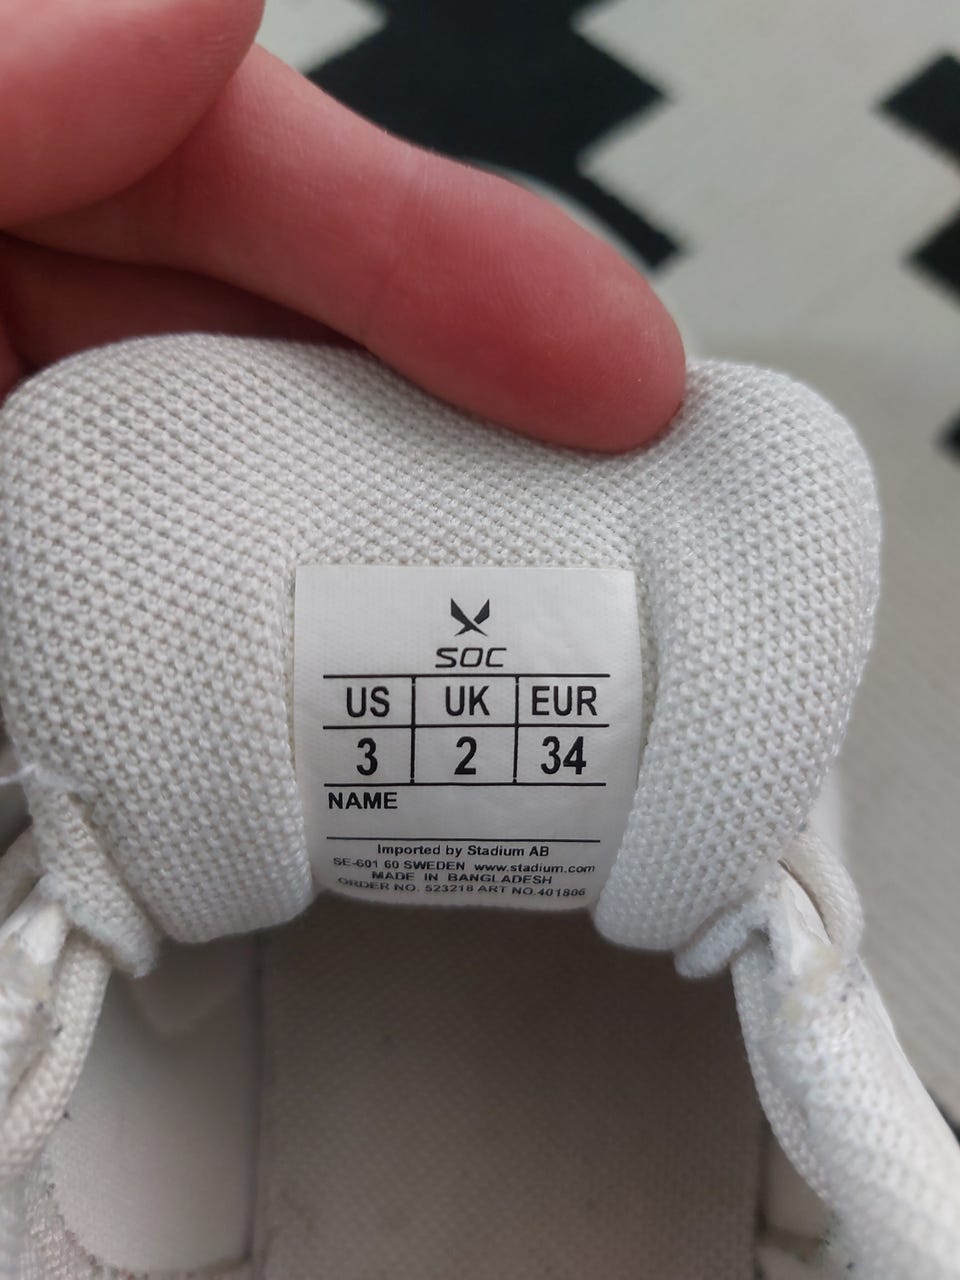 SOC
US UK EUR
3 2 34
NAME
Imported by Stadium AB
SE-601 60 SWEDEN www.stadium.com
MADE IN BANGLADESH
ORDER NO. 523218 ART NO.401806